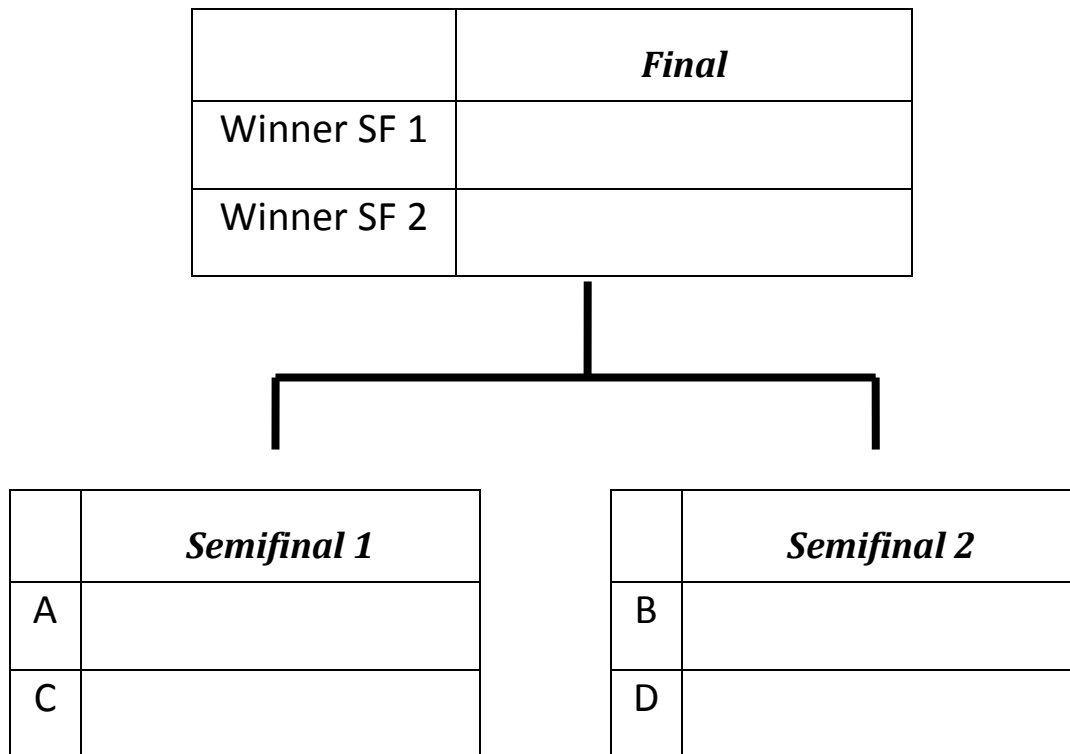 Final
Winner SF 1
Winner SF 2
Semifinal 1
A
C
Semifinal 2
B
D